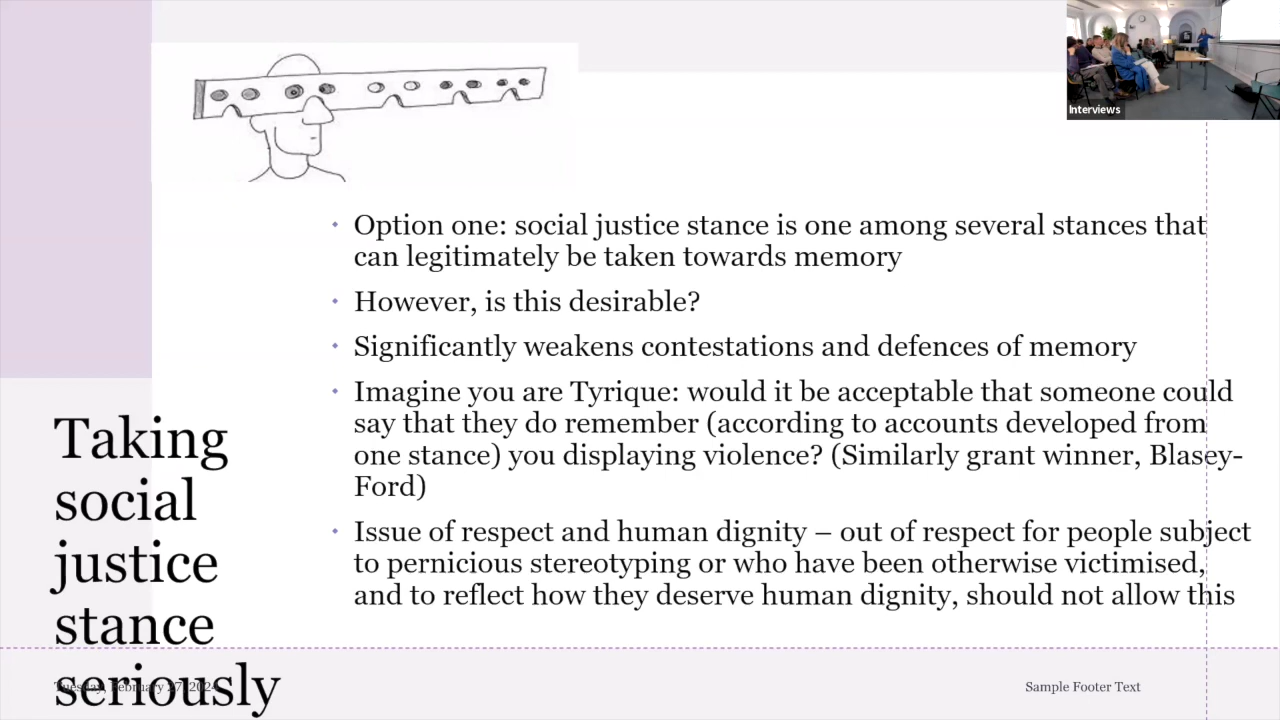 Interviews
Option one: social justice stance is one among several stances that
can legitimately be taken towards memory
However, is this desirable?
Significantly weakens contestations and defences of memory
Imagine you are Tyrique: would it be acceptable that someone could
say that they do remember (according to accounts developed from
one stance) you displaying violence? (Similarly grant winner, Blasey-
Ford)
Issue of respect and human dignity – out of respect for people subject
to pernicious stereotyping or who have been otherwise victimised,
and to reflect how they deserve human dignity, should not allow this
Taking
social
justice
stance
seriously
Tuesday, February 27, 2024
Sample Footer Text